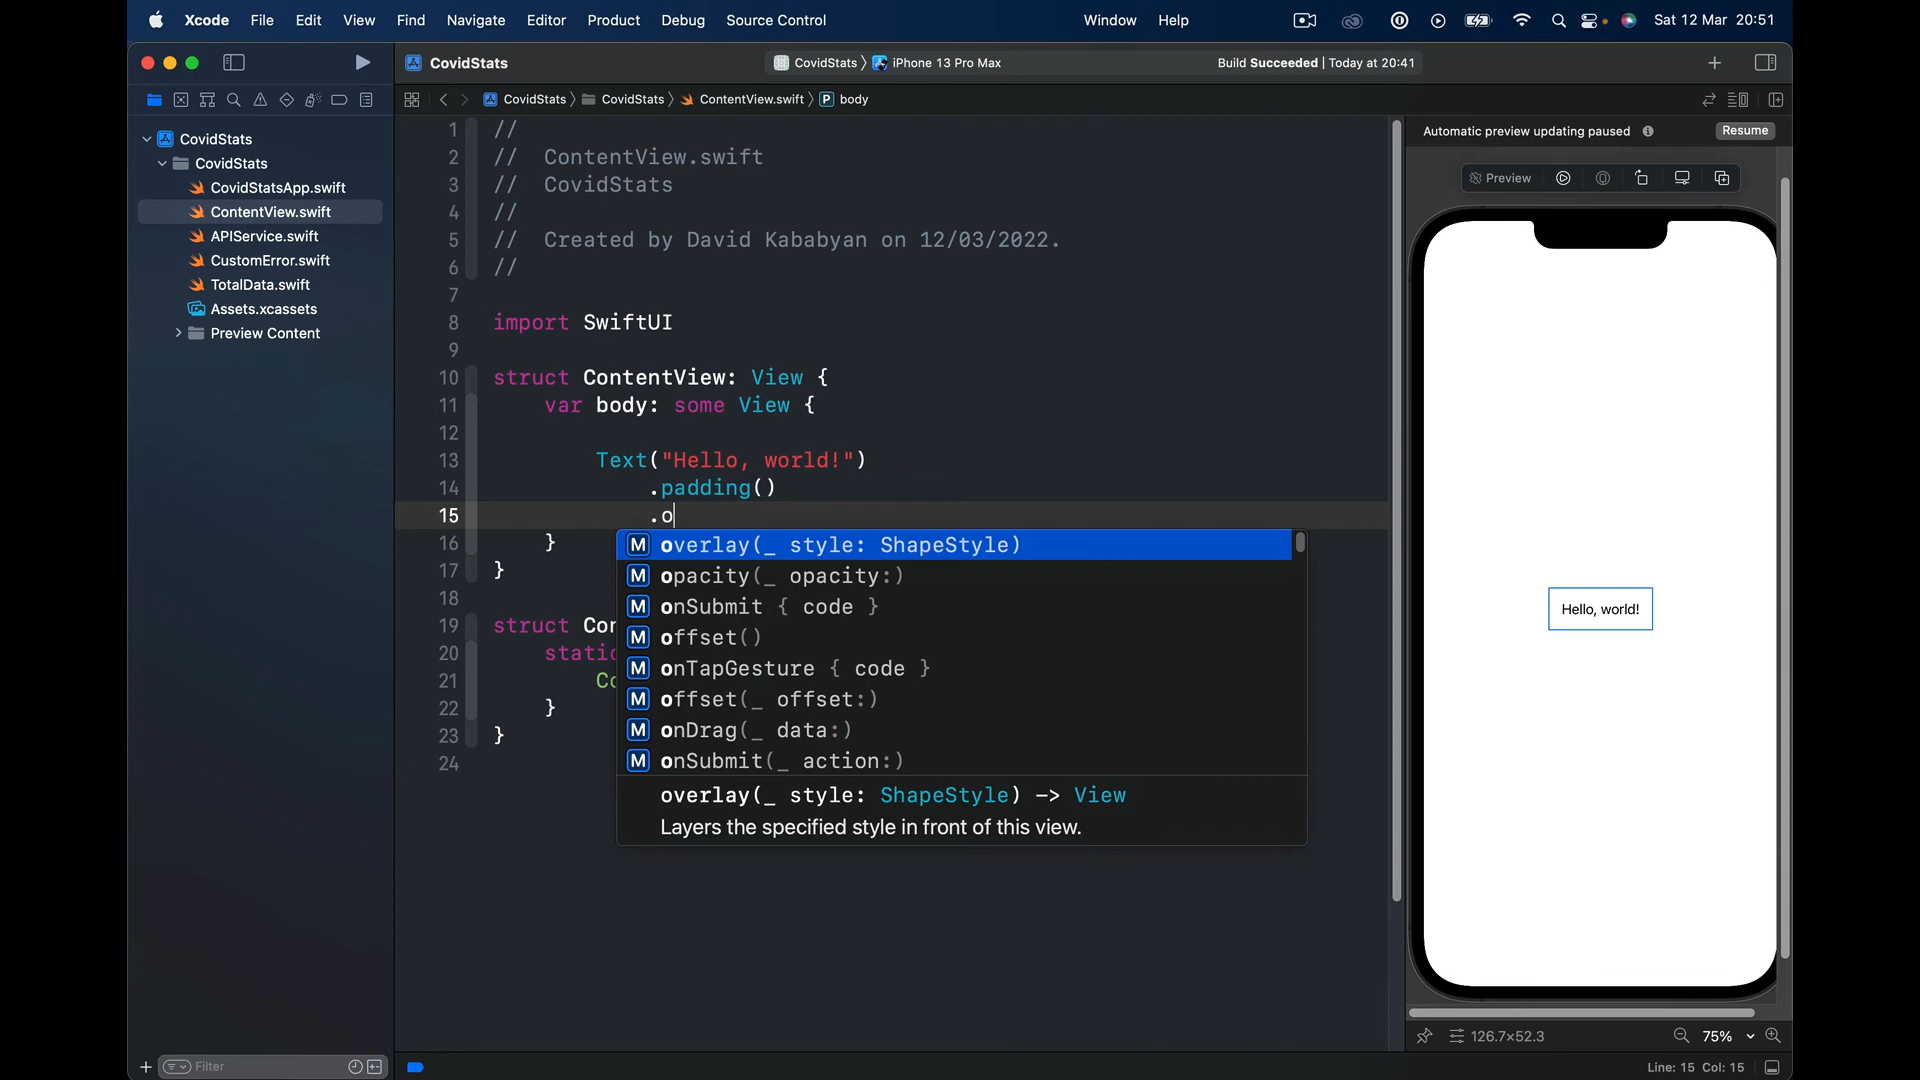 Xcode File Edit View Find Navigate Editor Product Debug Source Control Window Help Sat 12 Mar 20:51
CovidStats CovidStats iPhone 13 Pro Max Build Succeeded | Today at 20:41
CovidStats CovidStats ContentView.swift P body
CovidStats
CovidStats
CovidStatsApp.swift
ContentView.swift
APIService.swift
CustomError.swift
TotalData.swift
Assets.xcassets
Preview Content
Filter
1 //
2 // ContentView.swift
3 // CovidStats
4 //
5 // Created by David Kababyan on 12/03/2022.
6 //
7
8 import SwiftUI
9
10 struct ContentView: View {
11 var body: some View {
12
13 Text("Hello, world!")
14 .padding()
15 .o
16 }
17 }
18
19 struct Con
20 static
21 Co
22 }
23 }
24
M overlay(_ style: ShapeStyle)
M opacity(_ opacity:)
M onSubmit { code }
M offset()
M onTapGesture { code }
M offset(_ offset:)
M onDrag(_ data:)
M onSubmit(_ action:)
overlay(_ style: ShapeStyle) -> View
Layers the specified style in front of this view.
Automatic preview updating paused Resume
Preview
Hello, world!
126.7×52.3 75%
Line: 15 Col: 15